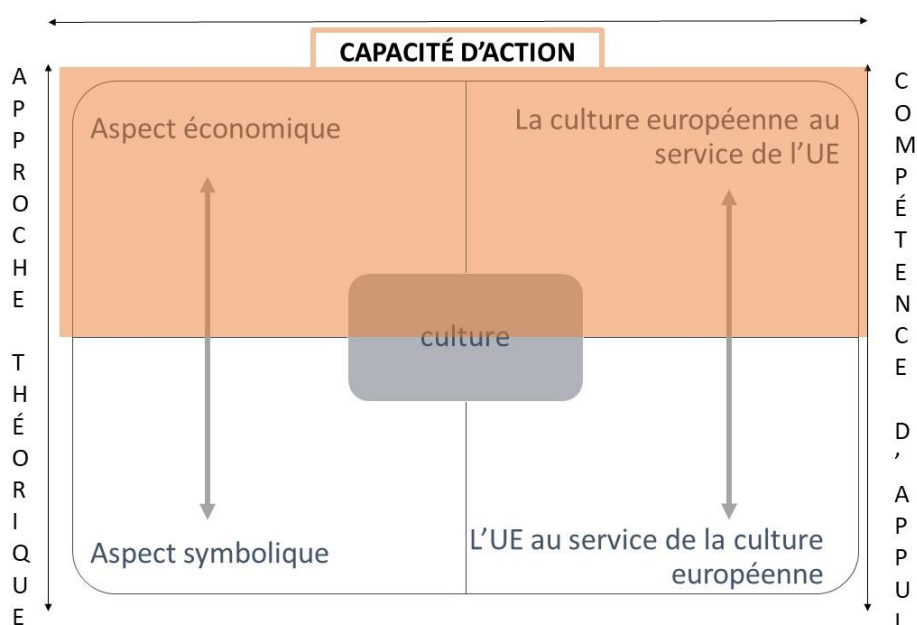 CAPACITÉ D'ACTION
APPROCHE THÉORIQUE
Aspect économique
La culture européenne au
service de l'UE
culture
Aspect symbolique
L'UE au service de la culture
européenne
COMPÉTENCE D'APPUI